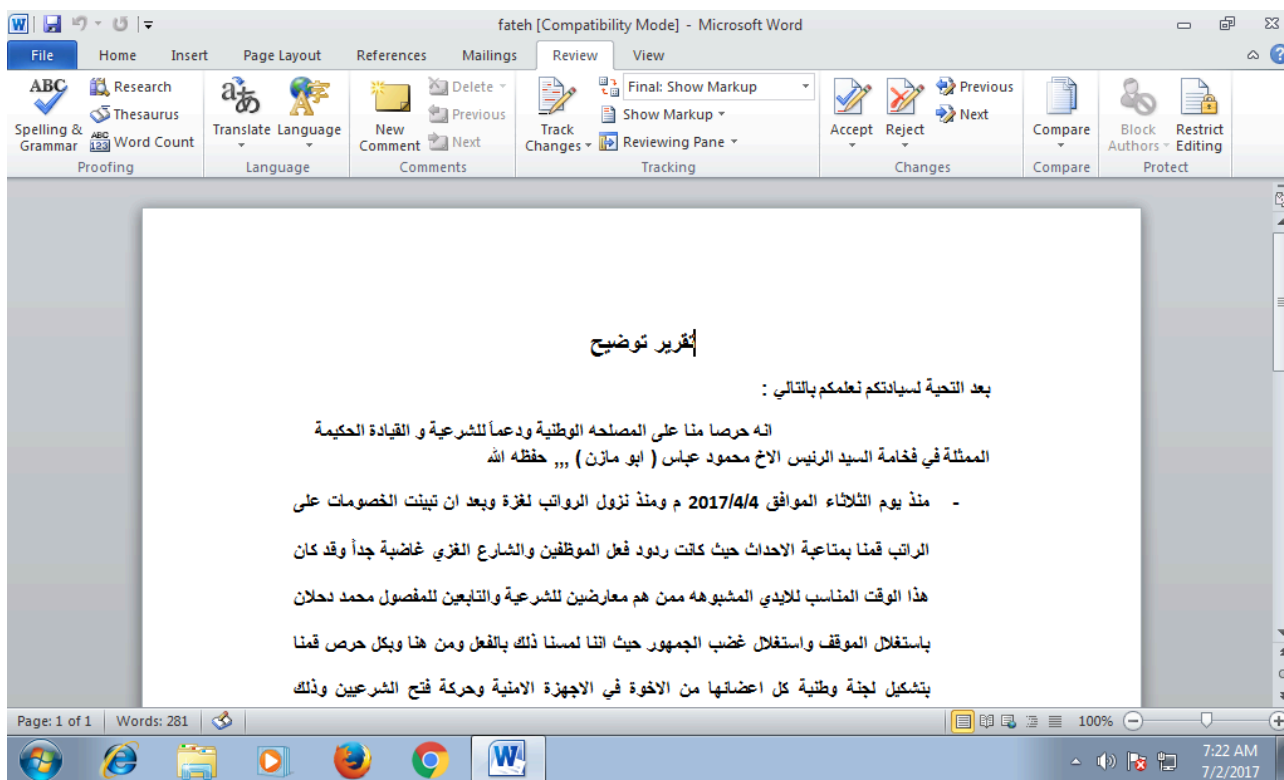 fateh [Compatibility Mode] - Microsoft Word
File Home Insert Page Layout References Mailings Review View
ABC Spelling & Grammar
Research
Thesaurus
ABC 123 Word Count
Proofing
Translate Language
Language
New Comment
Delete
Previous
Next
Comments
Track Changes
Final: Show Markup
Show Markup
Reviewing Pane
Tracking
Accept Reject
Previous
Next
Changes
Compare
Compare
Block Authors Restrict Editing
Protect
تقرير توضيح
بعد التحية لسيادتكم نعلمكم بالتالي :
انه حرصا منا على المصلحه الوطنية ودعماً للشرعية و القيادة الحكيمة
الممثلة في فخامة السيد الرئيس الاخ محمود عباس ( ابو مازن ) ,,, حفظه الله
- منذ يوم الثلاثاء الموافق 2017/4/4 م ومنذ نزول الرواتب لغزة وبعد ان تبينت الخصومات على
الراتب قمنا بمتاعبة الاحداث حيث كانت ردود فعل الموظفين والشارع الغزي غاضبة جداً وقد كان
هذا الوقت المناسب للايدي المشبوهه ممن هم معارضين للشرعية والتابعين للمفصول محمد دحلان
باستغلال الموقف واستغلال غضب الجمهور حيث اننا لمسنا ذلك بالفعل ومن هنا وبكل حرص قمنا
بتشكيل لجنة وطنية كل اعضائها من الاخوة في الاجهزة الامنية وحركة فتح الشرعيين وذلك
Page: 1 of 1 Words: 281 100%
7:22 AM
7/2/2017